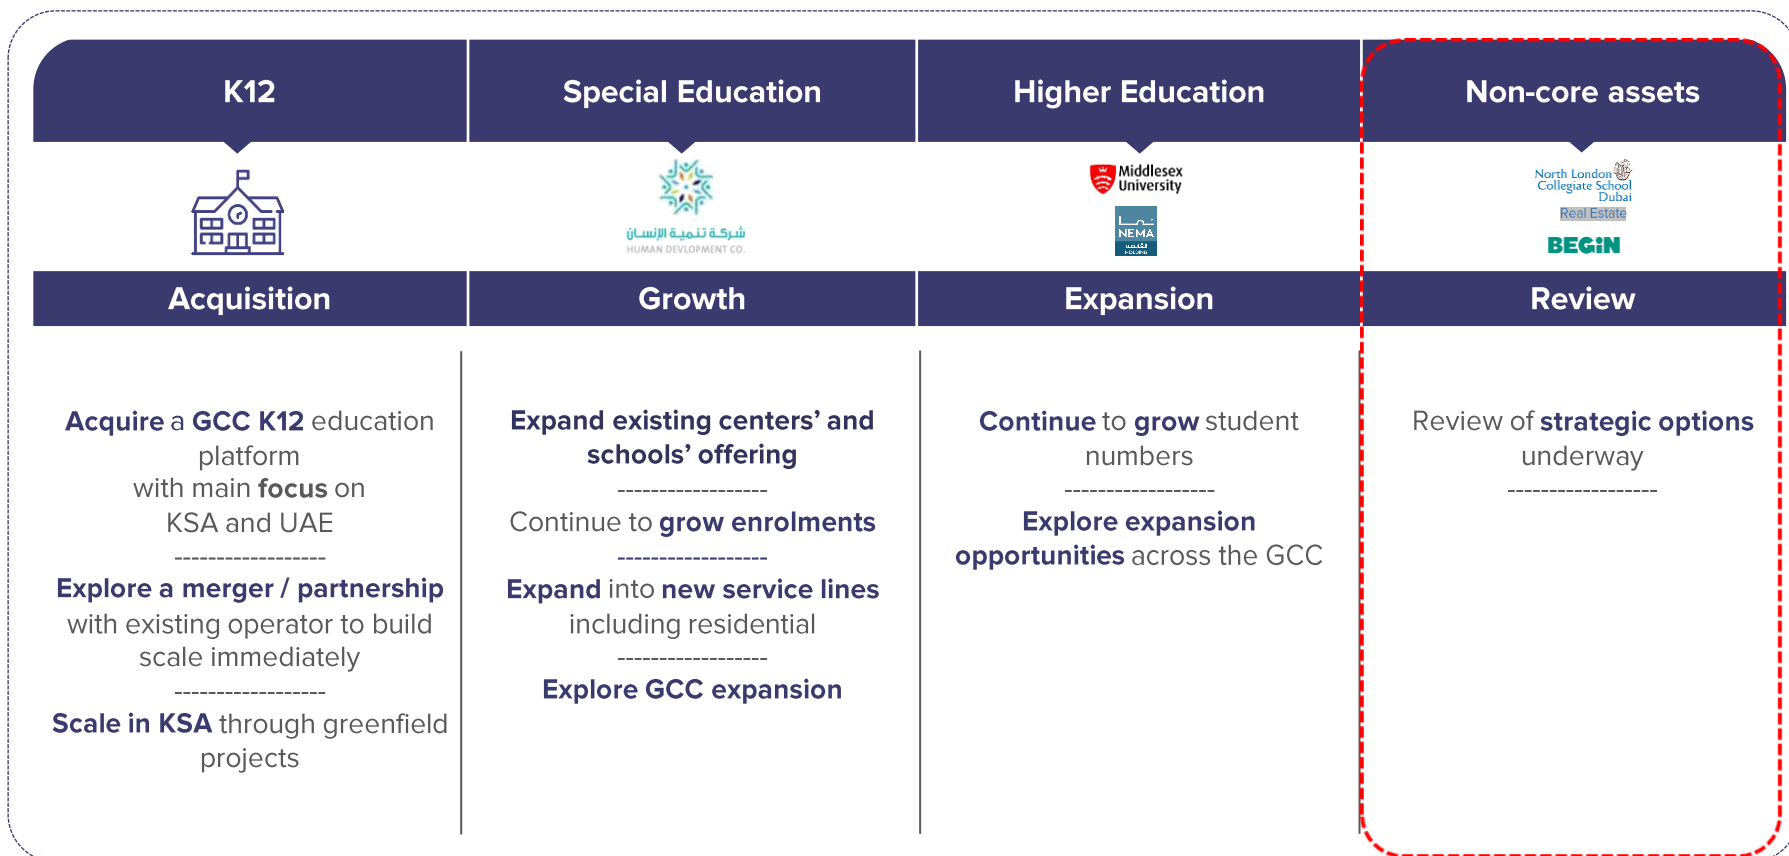 K12
Special Education
Higher Education
Non-core assets
شركة تنمية الإنسان
HUMAN DEVLOPMENT CO.
Middlesex
University
نما
NEMA
القابضة
HOLDING
North London
Collegiate School
Dubai
Real Estate
BEGiN
Acquisition
Growth
Expansion
Review
Acquire a GCC K12 education
platform
with main focus on
KSA and UAE
------------------
Explore a merger / partnership
with existing operator to build
scale immediately
------------------
Scale in KSA through greenfield
projects
Expand existing centers’ and
schools’ offering
------------------
Continue to grow enrolments
------------------
Expand into new service lines
including residential
------------------
Explore GCC expansion
Continue to grow student
numbers
------------------
Explore expansion
opportunities across the GCC
Review of strategic options
underway
------------------